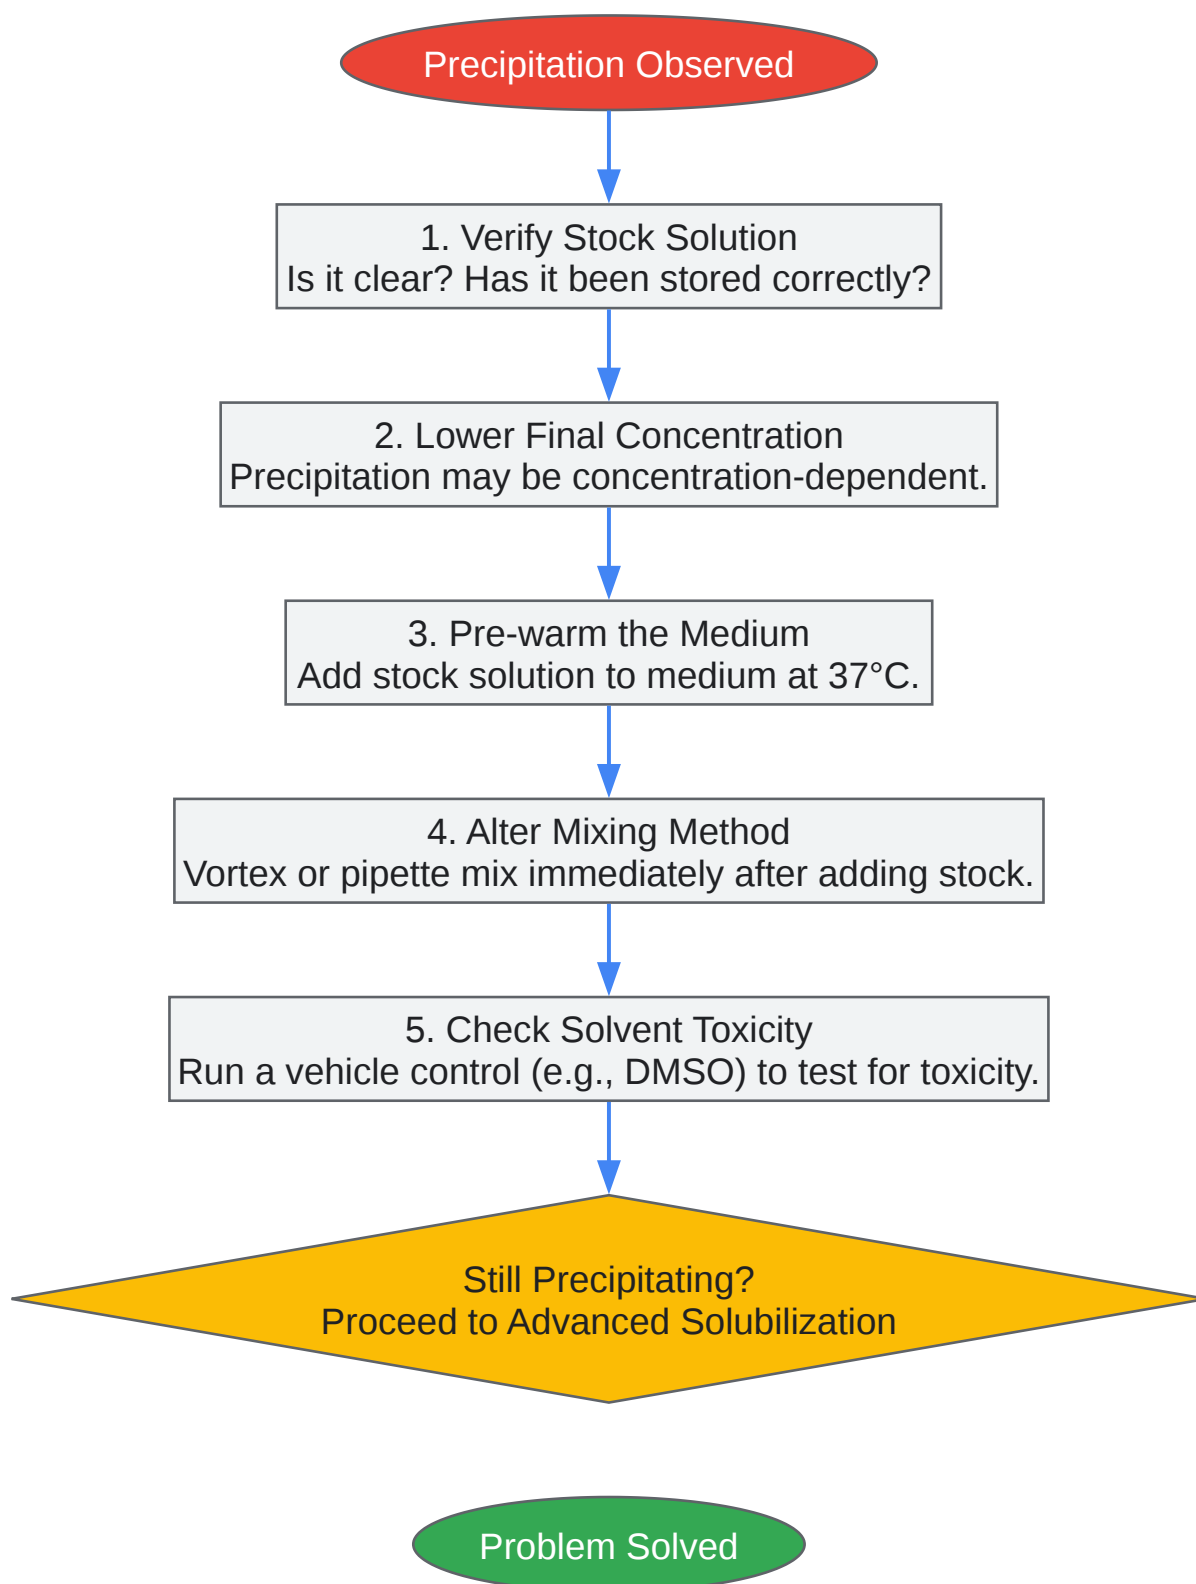 Precipitation Observed
1. Verify Stock Solution
Is it clear? Has it been stored correctly?
2. Lower Final Concentration
Precipitation may be concentration-dependent.
3. Pre-warm the Medium
Add stock solution to medium at 37°C.
4. Alter Mixing Method
Vortex or pipette mix immediately after adding stock.
5. Check Solvent Toxicity
Run a vehicle control (e.g., DMSO) to test for toxicity.
Still Precipitating?
Proceed to Advanced Solubilization
Problem Solved